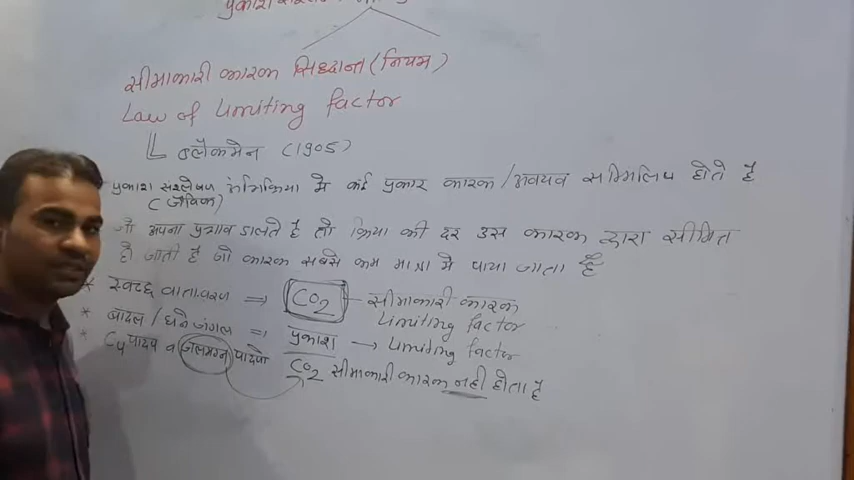 प्रकाश
सीमाकारी कारक सिद्धान्त (नियम)
Law of Limiting factor
ब्लैकमेन (1905)
प्रकाश संश्लेषण में कई प्रकार कारक/अवयव सम्मिलित होते है
(जैविक)
जो अपना प्रभाव डालते है तो क्रिया की दर उस कारक द्वारा सीमित
हो जाती है जो कारक सबसे कम मात्रा में पाया जाता है
* स्वच्छ वातावरण ⇒ CO2 – सीमाकारी कारक
Limiting factor
* बादल/घने जंगल ⇒ प्रकाश → Limiting factor
* C4 पादप व जलमग्न पादपो CO2 सीमाकारी कारक नही होता है